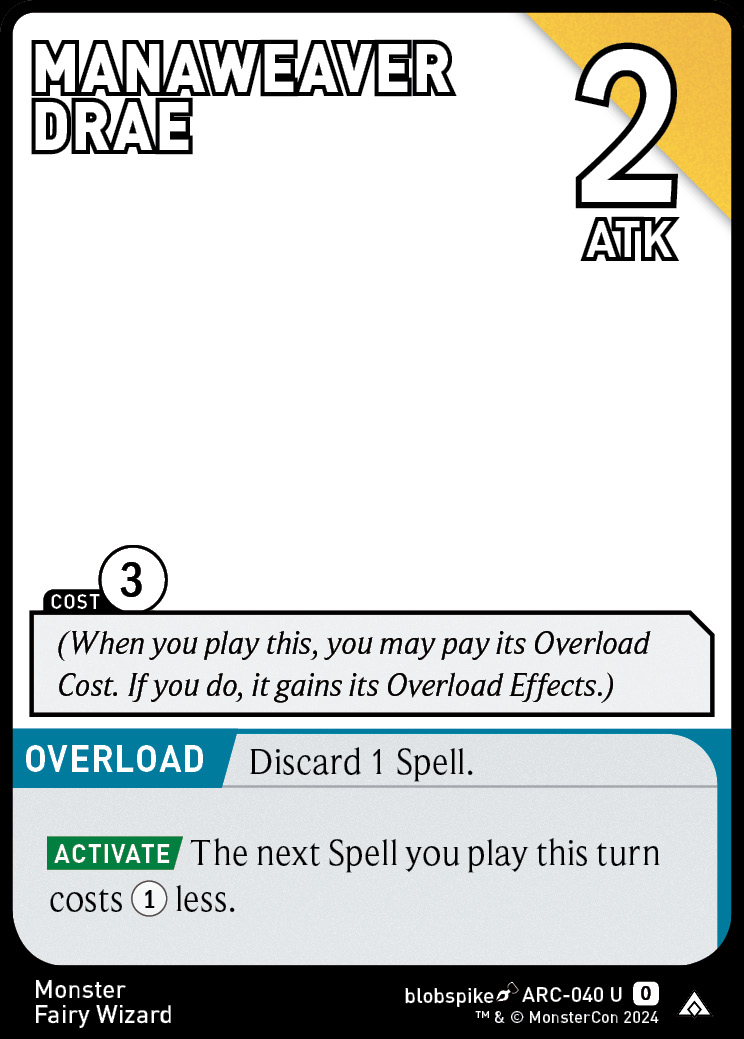 MANAWEAVER
DRAE
2
ATK
3
COST
(When you play this, you may pay its Overload
Cost. If you do, it gains its Overload Effects.)
OVERLOAD Discard 1 Spell.
ACTIVATE The next Spell you play this turn
costs 1 less.
Monster
Fairy Wizard
blobspike ARC-040 U 0
™ & © MonsterCon 2024